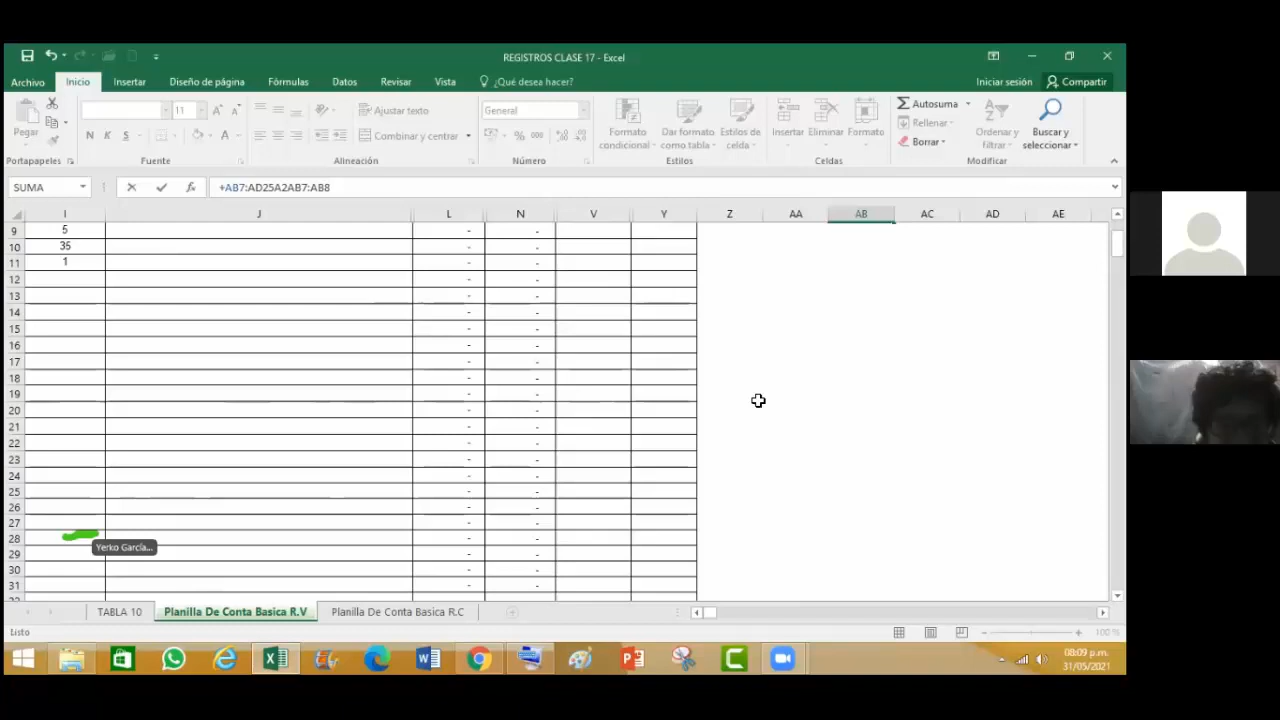 REGISTROS CLASE 17 - Excel
Archivo Inicio Insertar Diseño de página Fórmulas Datos Revisar Vista ¿Qué desea hacer? Iniciar sesión Compartir
Pegar
11
N K S A
Ajustar texto
Combinar y centrar
General
% 000
Formato condicional
Dar formato como tabla
Estilos de celda
Insertar
Eliminar
Formato
Autosuma
Rellenar
Borrar
Ordenar y filtrar
Buscar y seleccionar
Portapapeles Fuente Alineación Número Estilos Celdas Modificar
SUMA fx +AB7:AD25A2AB7:AB8
I J L N V Y Z AA AB AC AD AE
9 5 - -
10 35 - -
11 1 - -
12 - -
13 - -
14 - -
15 - -
16 - -
17 - -
18 - -
19 - -
20 - -
21 - -
22 - -
23 - -
24 - -
25 - -
26 - -
27 - -
28 - -
Yerko García...
29 - -
30 - -
31 - -
TABLA 10 Planilla De Conta Basica R.V Planilla De Conta Basica R.C
Listo 100 %
08:09 p.m.
31/05/2021